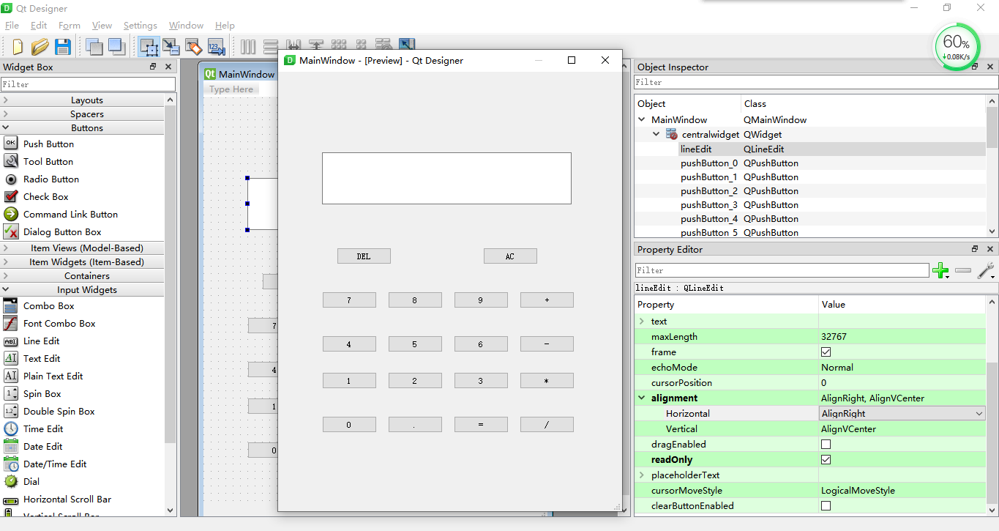 Qt Designer
File Edit Form View Settings Window Help
60%
0.08K/s
Widget Box
Filter
Layouts
Spacers
Buttons
Push Button
Tool Button
Radio Button
Check Box
Command Link Button
Dialog Button Box
Item Views (Model-Based)
Item Widgets (Item-Based)
Containers
Input Widgets
Combo Box
Font Combo Box
Line Edit
Text Edit
Plain Text Edit
Spin Box
Double Spin Box
Time Edit
Date Edit
Date/Time Edit
Dial
Horizontal Scroll Bar
Vertical Scroll Bar
MainWindow
Type Here
7
4
1
0
MainWindow - [Preview] - Qt Designer
DEL AC
7 8 9 +
4 5 6 -
1 2 3 *
0 . = /
Object Inspector
Filter
Object Class
MainWindow QMainWindow
centralwidget QWidget
lineEdit QLineEdit
pushButton_0 QPushButton
pushButton_1 QPushButton
pushButton_2 QPushButton
pushButton_3 QPushButton
pushButton_4 QPushButton
pushButton_5 QPushButton
Property Editor
Filter
lineEdit : QLineEdit
Property Value
text
maxLength 32767
frame
echoMode Normal
cursorPosition 0
alignment AlignRight, AlignVCenter
Horizontal AlignRight
Vertical AlignVCenter
dragEnabled
readOnly
placeholderText
cursorMoveStyle LogicalMoveStyle
clearButtonEnabled